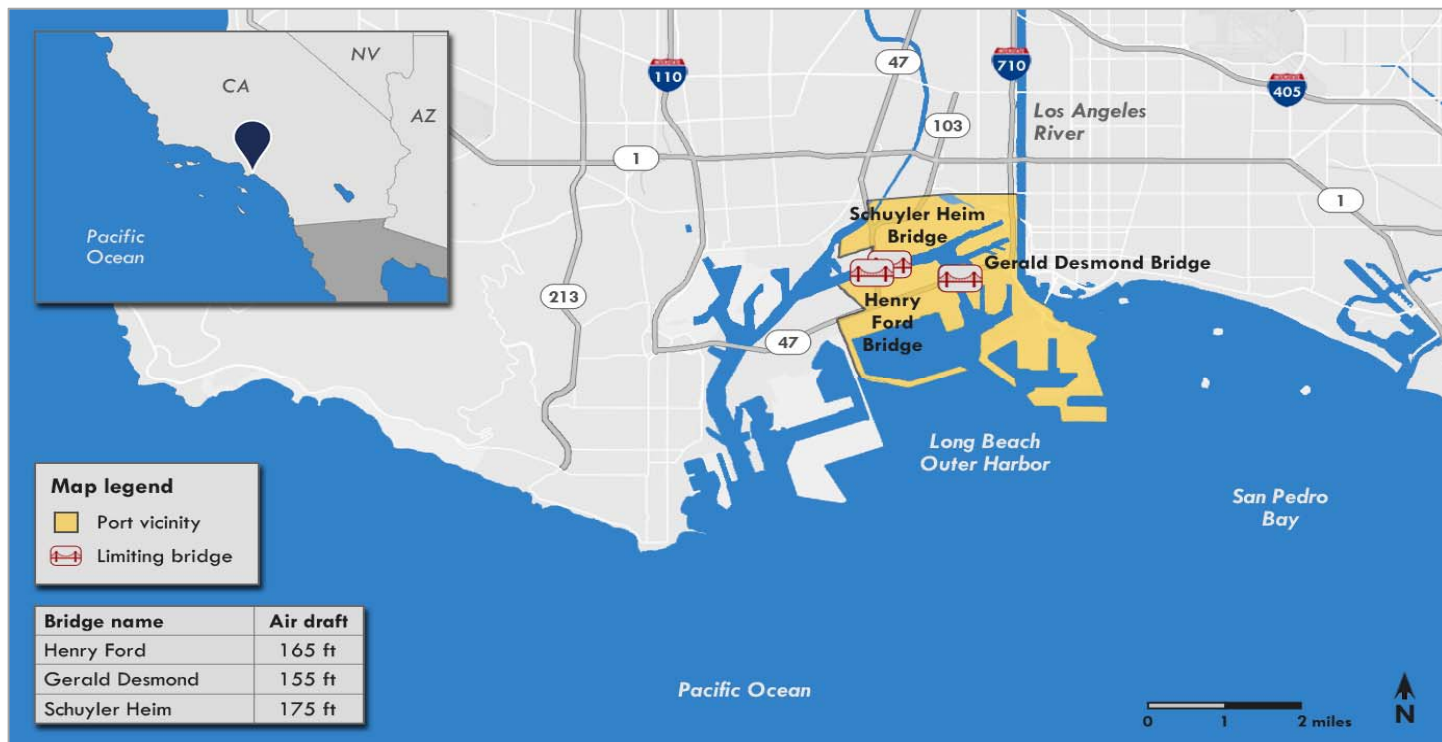 NV
CA
AZ
Pacific
Ocean
INTERSTATE
110
47
INTERSTATE
710
INTERSTATE
405
103
Los Angeles
River
1
1
Schuyler Heim
Bridge
Gerald Desmond Bridge
213
Henry
Ford
Bridge
47
Long Beach
Outer Harbor
San Pedro
Bay
Map legend
Port vicinity
Limiting bridge
Bridge name Air draft
Henry Ford 165 ft
Gerald Desmond 155 ft
Schuyler Heim 175 ft
Pacific Ocean
0 1 2 miles
N